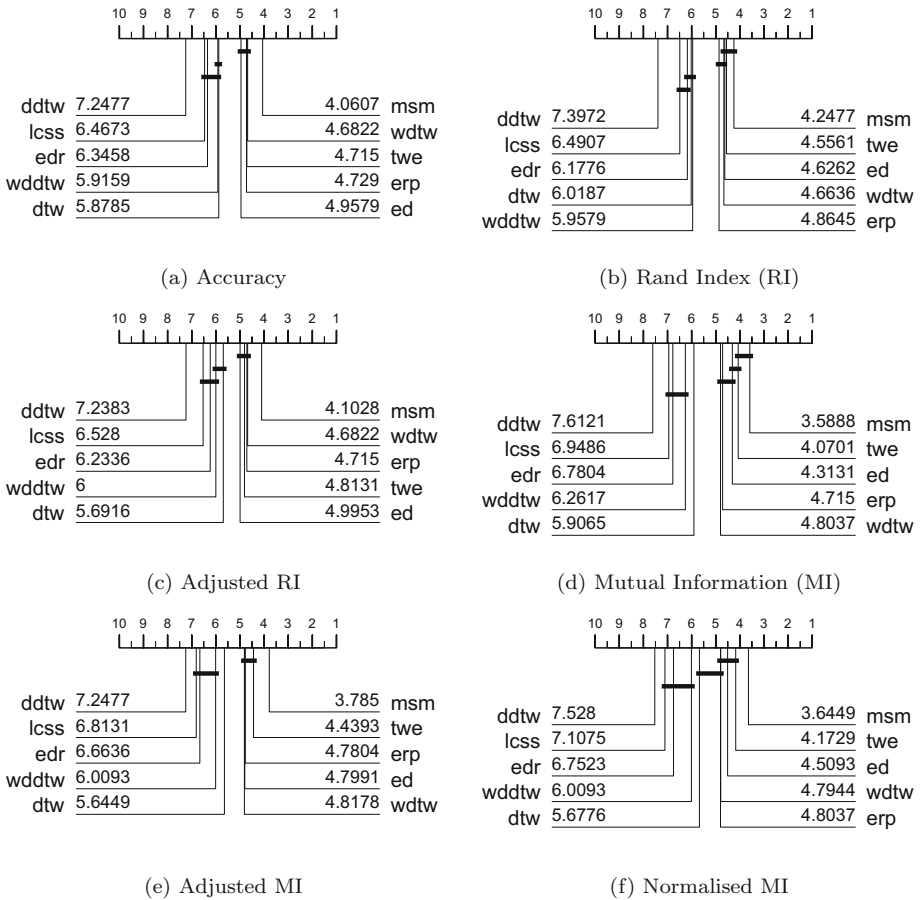 10 9 8 7 6 5 4 3 2 1
ddtw 7.2477 4.0607 msm
lcss 6.4673 4.6822 wdtw
edr 6.3458 4.715 twe
wddtw 5.9159 4.729 erp
dtw 5.8785 4.9579 ed
(a) Accuracy
10 9 8 7 6 5 4 3 2 1
ddtw 7.3972 4.2477 msm
lcss 6.4907 4.5561 twe
edr 6.1776 4.6262 ed
dtw 6.0187 4.6636 wdtw
wddtw 5.9579 4.8645 erp
(b) Rand Index (RI)
10 9 8 7 6 5 4 3 2 1
ddtw 7.2383 4.1028 msm
lcss 6.528 4.6822 wdtw
edr 6.2336 4.715 erp
wddtw 6 4.8131 twe
dtw 5.6916 4.9953 ed
(c) Adjusted RI
10 9 8 7 6 5 4 3 2 1
ddtw 7.6121 3.5888 msm
lcss 6.9486 4.0701 twe
edr 6.7804 4.3131 ed
wddtw 6.2617 4.715 erp
dtw 5.9065 4.8037 wdtw
(d) Mutual Information (MI)
10 9 8 7 6 5 4 3 2 1
ddtw 7.2477 3.785 msm
lcss 6.8131 4.4393 twe
edr 6.6636 4.7804 erp
wddtw 6.0093 4.7991 ed
dtw 5.6449 4.8178 wdtw
(e) Adjusted MI
10 9 8 7 6 5 4 3 2 1
ddtw 7.528 3.6449 msm
lcss 7.1075 4.1729 twe
edr 6.7523 4.5093 ed
wddtw 6.0093 4.7944 wdtw
dtw 5.6776 4.8037 erp
(f) Normalised MI